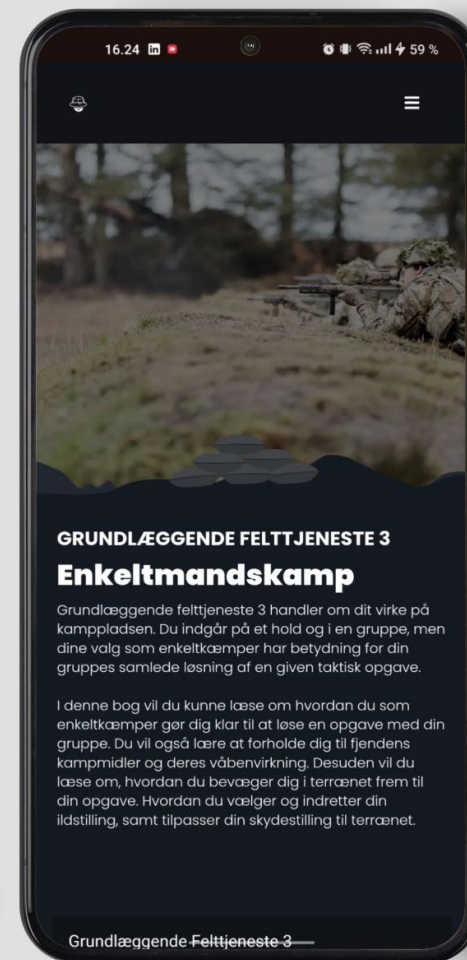 16.24
59 %
GRUNDLÆGGENDE FELTTJENESTE 3
Enkeltmandskamp
Grundlæggende felttjeneste 3 handler om dit virke på
kamppladsen. Du indgår på et hold og i en gruppe, men
dine valg som enkeltkæmper har betydning for din
gruppes samlede løsning af en given taktisk opgave.
I denne bog vil du kunne læse om hvordan du som
enkeltkæmper gør dig klar til at løse en opgave med din
gruppe. Du vil også lære at forholde dig til fjendens
kampmidler og deres våbenvirkning. Desuden vil du
læse om, hvordan du bevæger dig i terrænet frem til
din opgave. Hvordan du vælger og indretter din
ildstilling, samt tilpasser din skydestilling til terrænet.
Grundlæggende Felttjeneste 3